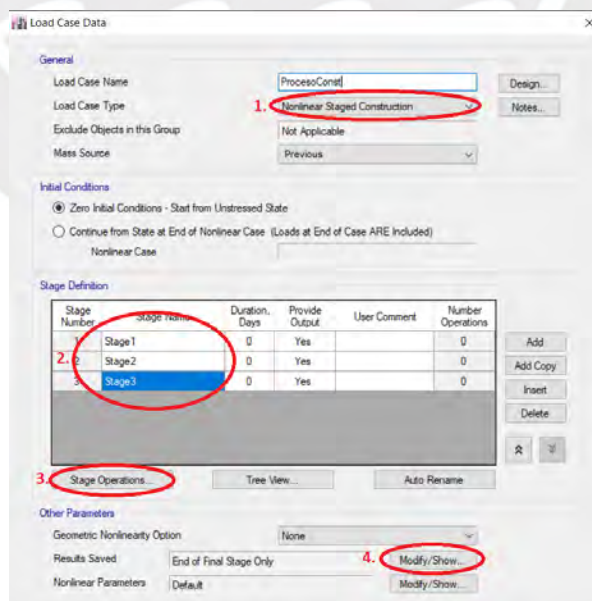 Load Case Data
General
Load Case Name ProcesoConst Design...
Load Case Type 1. Nonlinear Staged Construction Notes...
Exclude Objects in this Group Not Applicable
Mass Source Previous
Initial Conditions
Zero Initial Conditions - Start from Unstressed State
Continue from State at End of Nonlinear Case (Loads at End of Case ARE Included)
Nonlinear Case
Stage Definition
Stage Number Stage Name Duration, Days Provide Output User Comment Number Operations
1 Stage1 0 Yes 0 Add
2. 2 Stage2 0 Yes 0 Add Copy
3 Stage3 0 Yes 0 Insert
Delete
3. Stage Operations... Tree View... Auto Rename
Other Parameters
Geometric Nonlinearity Option None
Results Saved End of Final Stage Only 4. Modify/Show...
Nonlinear Parameters Default Modify/Show...